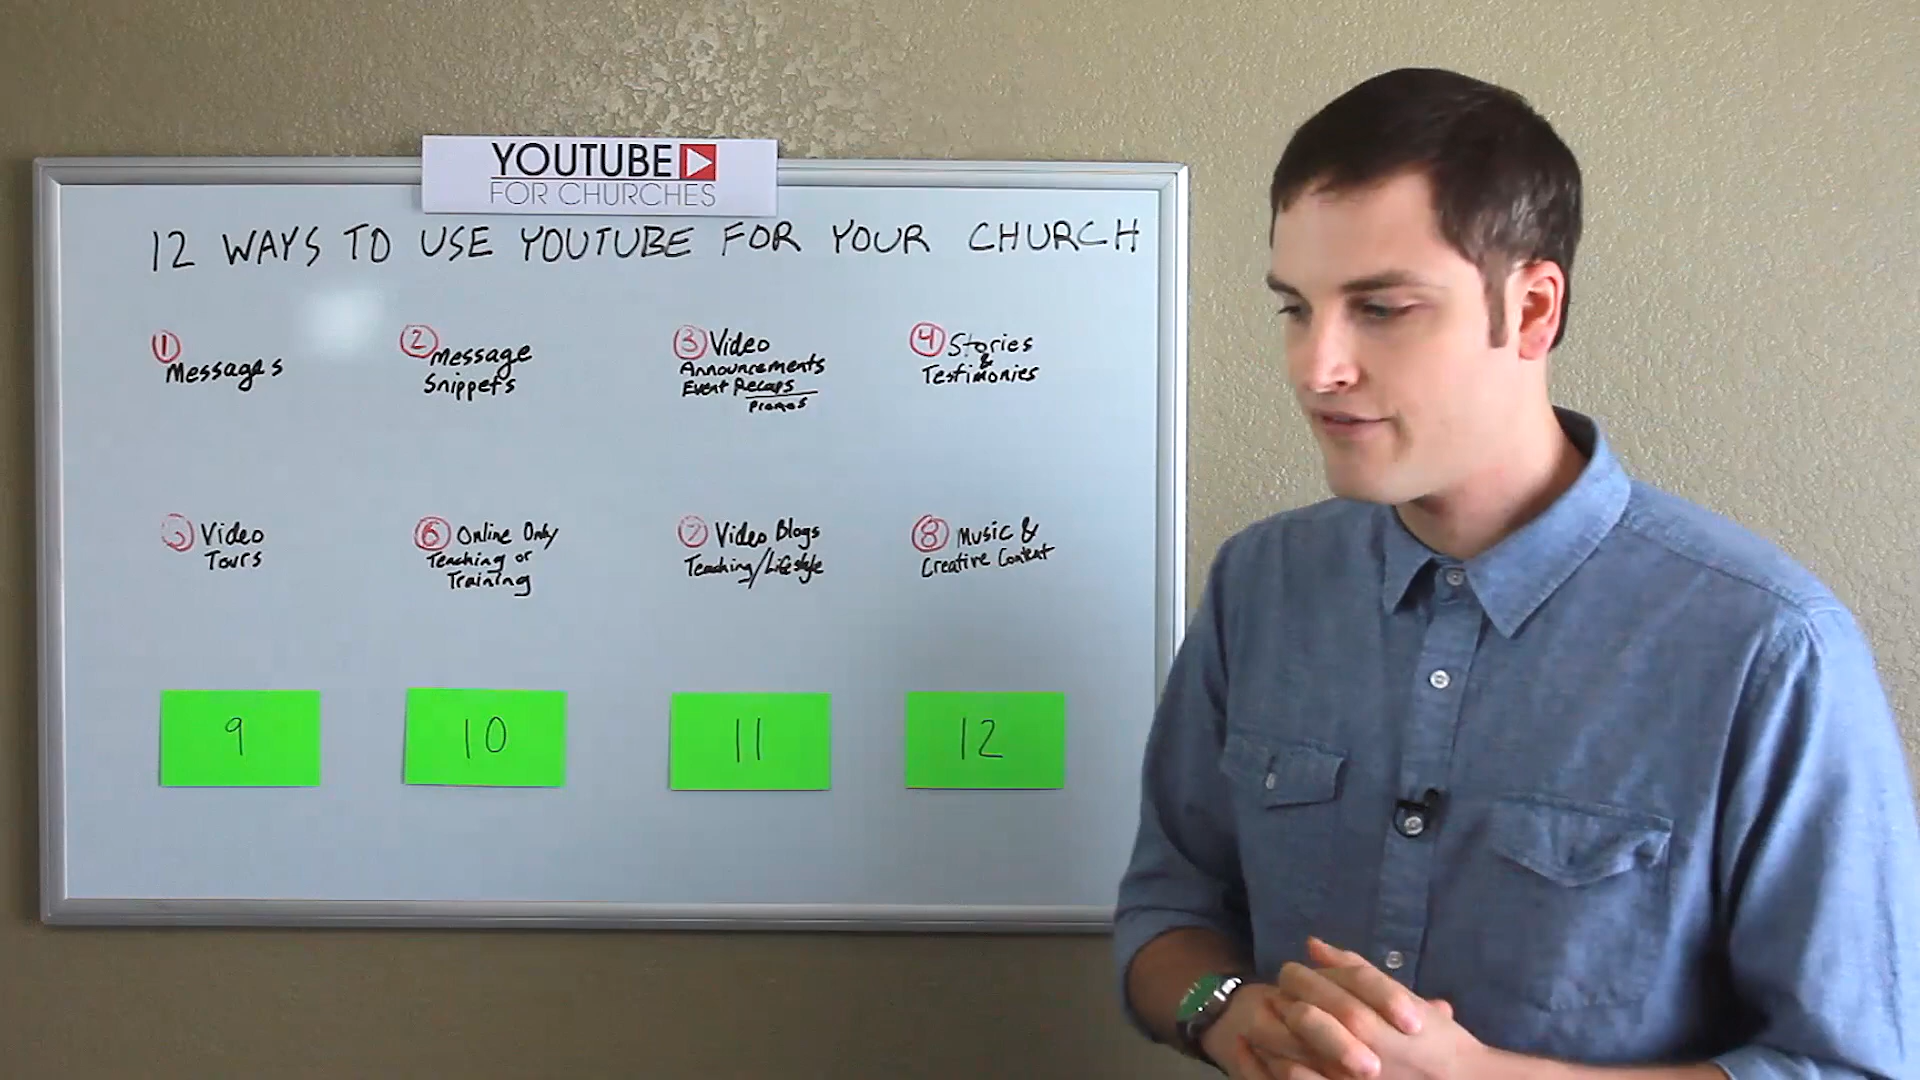 YOUTUBE
FOR CHURCHES
12 WAYS TO USE YOUTUBE FOR YOUR CHURCH
1
Messages
2 Message
Snippets
3 Video
Announcements
Event Recaps
Promos
4 Stories
&
Testimonies
5 Video
Tours
6 Online Only
Teaching or
Training
7 Video Blogs
Teaching/Lifestyle
8 Music &
Creative Content
9
10
11
12